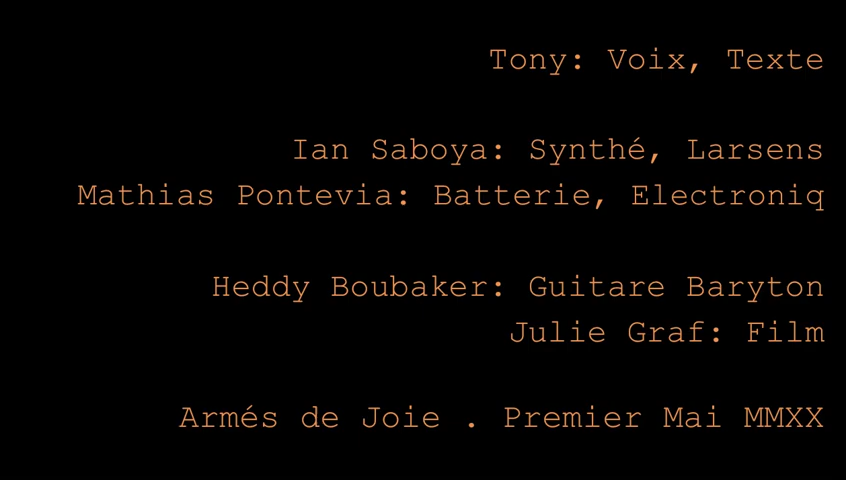 Tony: Voix, Texte
Ian Saboya: Synthé, Larsens
Mathias Pontevia: Batterie, Electroniq
Heddy Boubaker: Guitare Baryton
Julie Graf: Film
Armés de Joie . Premier Mai MMXX